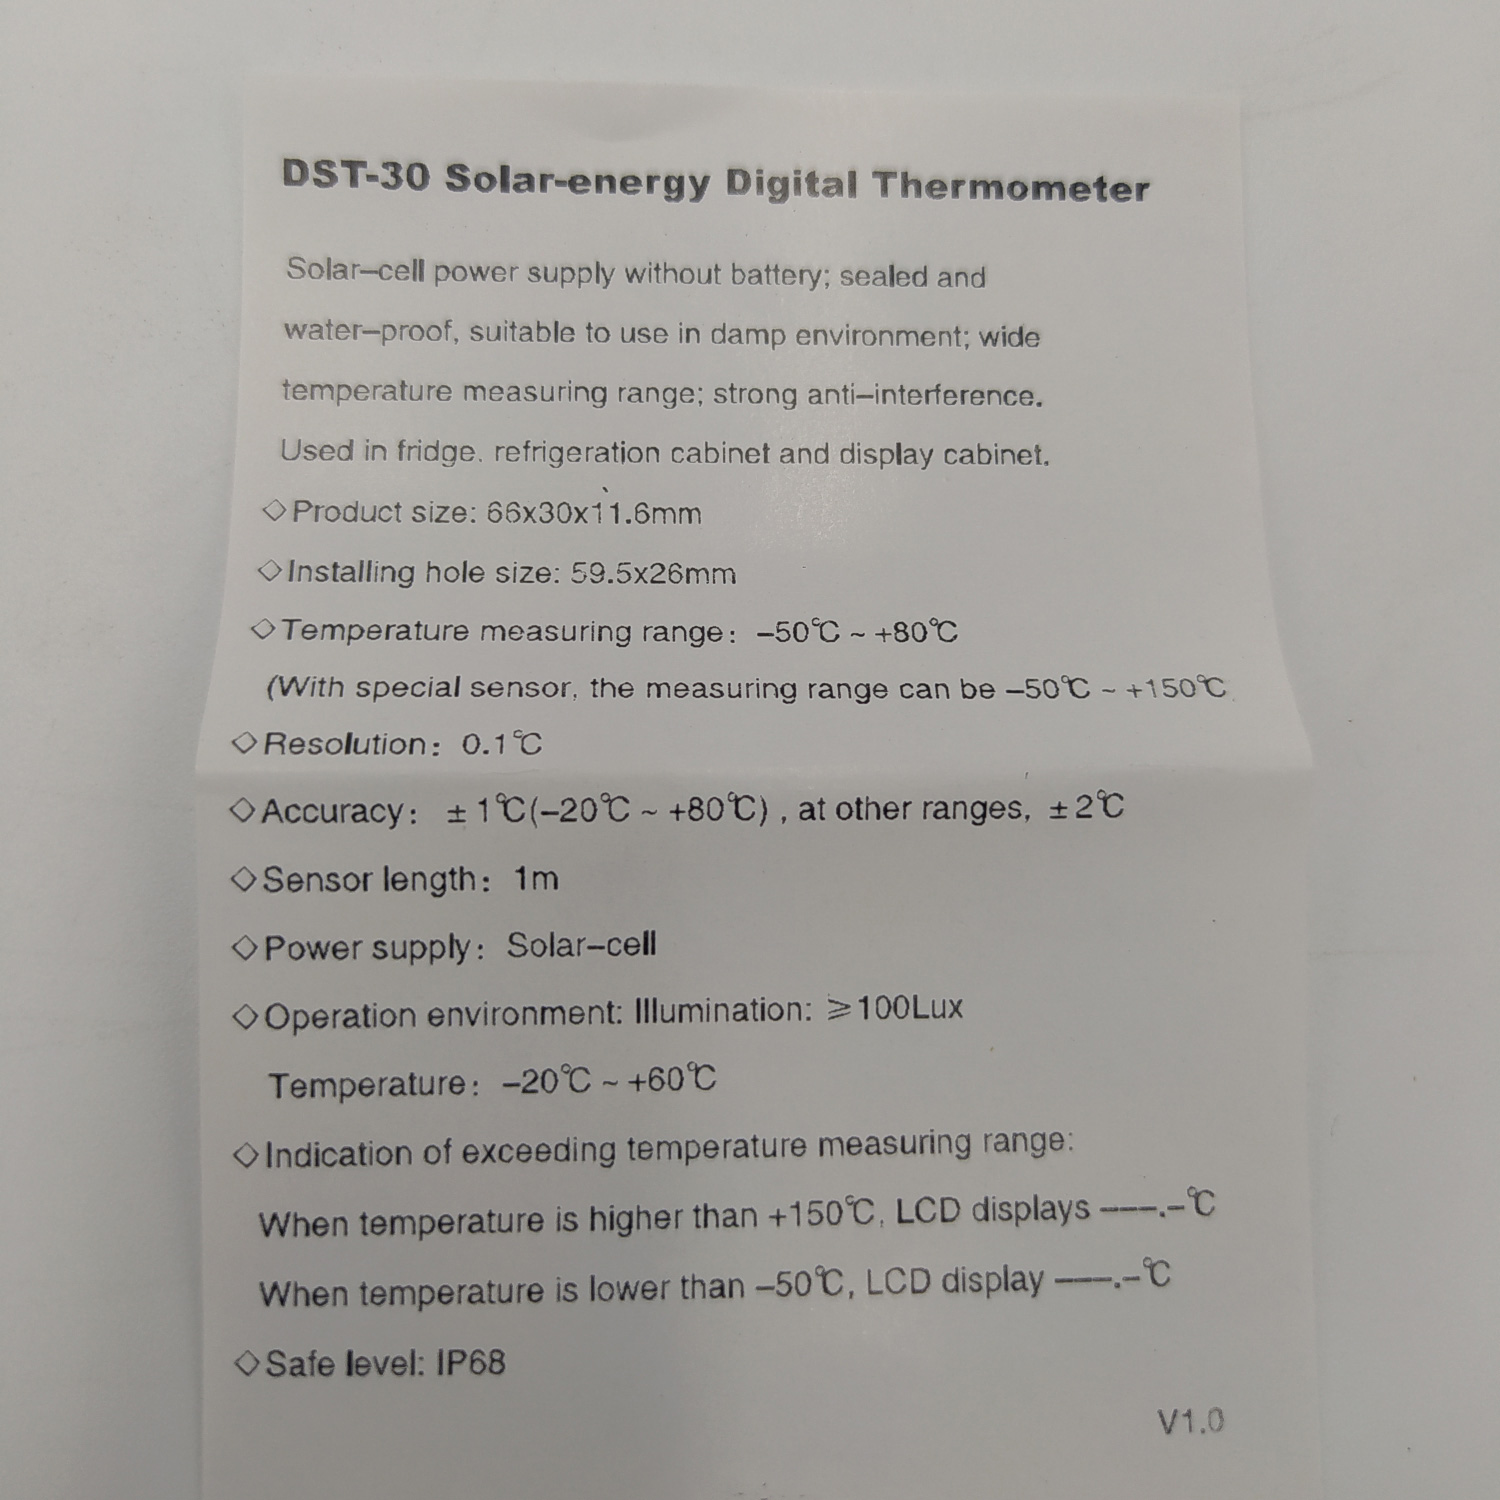 DST-30 Solar-energy Digital Thermometer
Solar–cell power supply without battery; sealed and
water–proof, suitable to use in damp environment; wide
temperature measuring range; strong anti–interference.
Used in fridge. refrigeration cabinet and display cabinet.
◇Product size: 66x30x11.6mm
◇Installing hole size: 59.5x26mm
◇Temperature measuring range: –50℃ ~ +80℃
(With special sensor, the measuring range can be –50℃ ~ +150℃
◇Resolution: 0.1℃
◇Accuracy: ±1℃(–20℃ ~ +80℃) , at other ranges, ±2℃
◇Sensor length: 1m
◇Power supply: Solar–cell
◇Operation environment: Illumination: ⩾100Lux
Temperature: –20℃ ~ +60℃
◇Indication of exceeding temperature measuring range:
When temperature is higher than +150℃, LCD displays –––.–℃
When temperature is lower than –50℃, LCD display –––.–℃
◇Safe level: IP68
V1.0